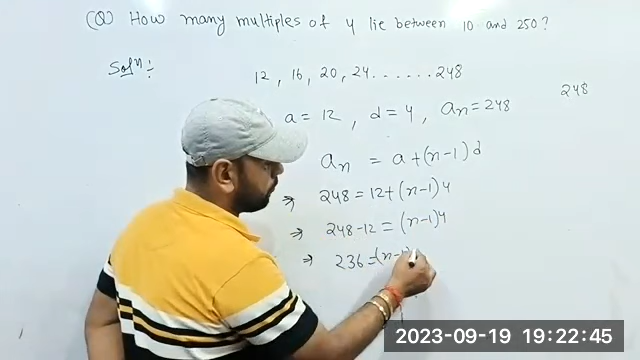 (Q) How many multiples of 4 lie between 10 and 250?
Solⁿ :-
12, 16, 20, 24 ...... 248
248
a = 12, d = 4, an = 248
an = a + (n-1) d
⇒ 248 = 12 + (n-1) 4
⇒ 248 - 12 = (n-1) 4
⇒ 236 = (n-1)
2023-09-19 19:22:45